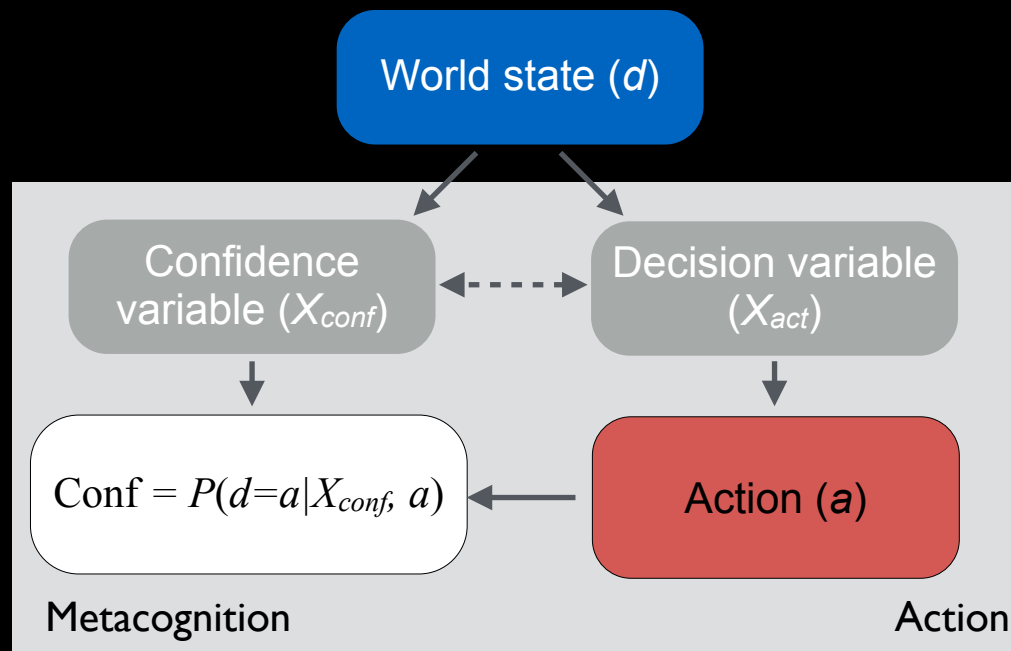 World state (d)
Confidence
variable (Xconf)
Decision variable
(Xact)
Conf = P(d=a|Xconf, a)
Action (a)
Metacognition
Action